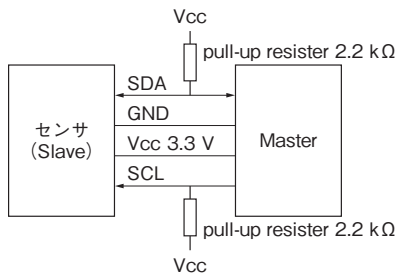 Vcc
pull-up resister 2.2 kΩ
SDA
GND
センサ
(Slave)
Vcc 3.3 V
Master
SCL
pull-up resister 2.2 kΩ
Vcc